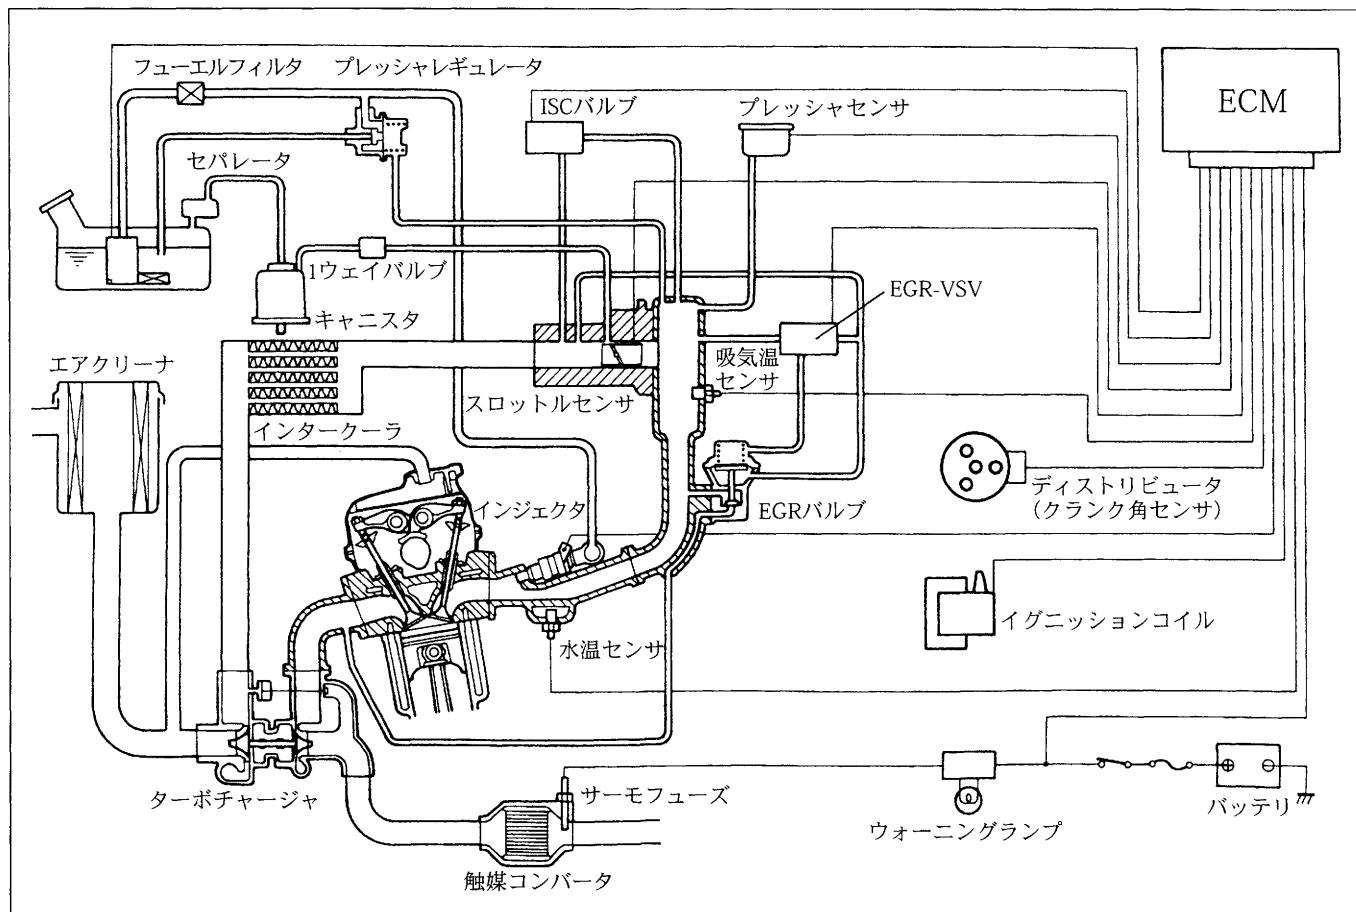 フューエルフィルタ
プレッシャレギュレータ
ISCバルブ
プレッシャセンサ
ECM
セパレータ
1ウェイバルブ
EGR-VSV
キャニスタ
エアクリーナ
吸気温
センサ
スロットルセンサ
インタークーラ
インジェクタ
EGRバルブ
ディストリビュータ
(クランク角センサ)
イグニッションコイル
水温センサ
ターボチャージャ
サーモフューズ
ウォーニングランプ
バッテリ
触媒コンバータ